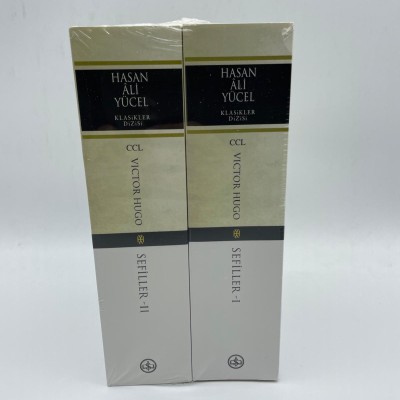 HASAN
ÂLİ
YÜCEL
KLASİKLER
DİZİSİ
CCL
VICTOR HUGO
SEFİLLER -II
HASAN
ÂLİ
YÜCEL
KLASİKLER
DİZİSİ
CCL
VICTOR HUGO
SEFİLLER -I